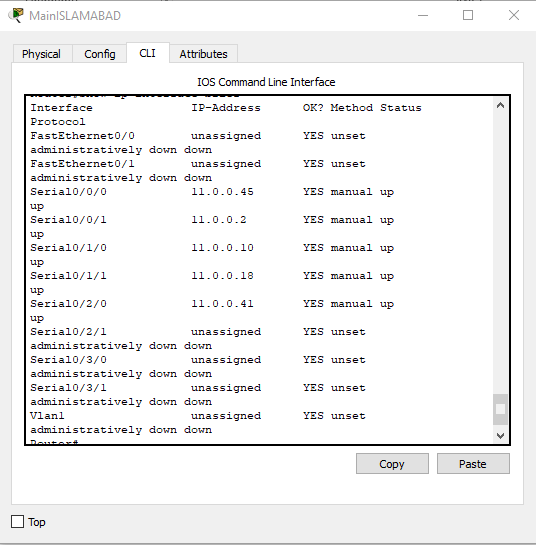 MainISLAMABAD
Physical Config CLI Attributes
IOS Command Line Interface
Interface IP-Address OK? Method Status
Protocol
FastEthernet0/0 unassigned YES unset
administratively down down
FastEthernet0/1 unassigned YES unset
administratively down down
Serial0/0/0 11.0.0.45 YES manual up
up
Serial0/0/1 11.0.0.2 YES manual up
up
Serial0/1/0 11.0.0.10 YES manual up
up
Serial0/1/1 11.0.0.18 YES manual up
up
Serial0/2/0 11.0.0.41 YES manual up
up
Serial0/2/1 unassigned YES unset
administratively down down
Serial0/3/0 unassigned YES unset
administratively down down
Serial0/3/1 unassigned YES unset
administratively down down
Vlan1 unassigned YES unset
administratively down down
Router#
Copy Paste
Top